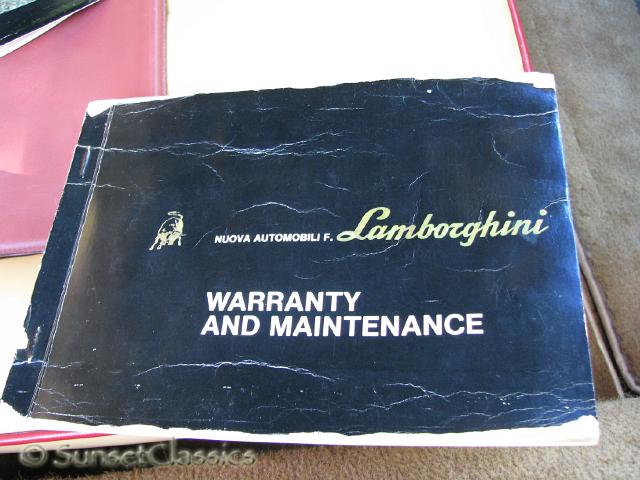 NUOVA AUTOMOBILI F. Lamborghini
WARRANTY
AND MAINTENANCE
© SunsetClassics